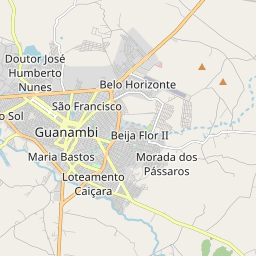 Doutor José
Humberto
Nunes
Belo Horizonte
São Francisco
o Sol
Guanambi
Beija Flor II
Maria Bastos
Morada dos
Pássaros
Loteamento
Caiçara